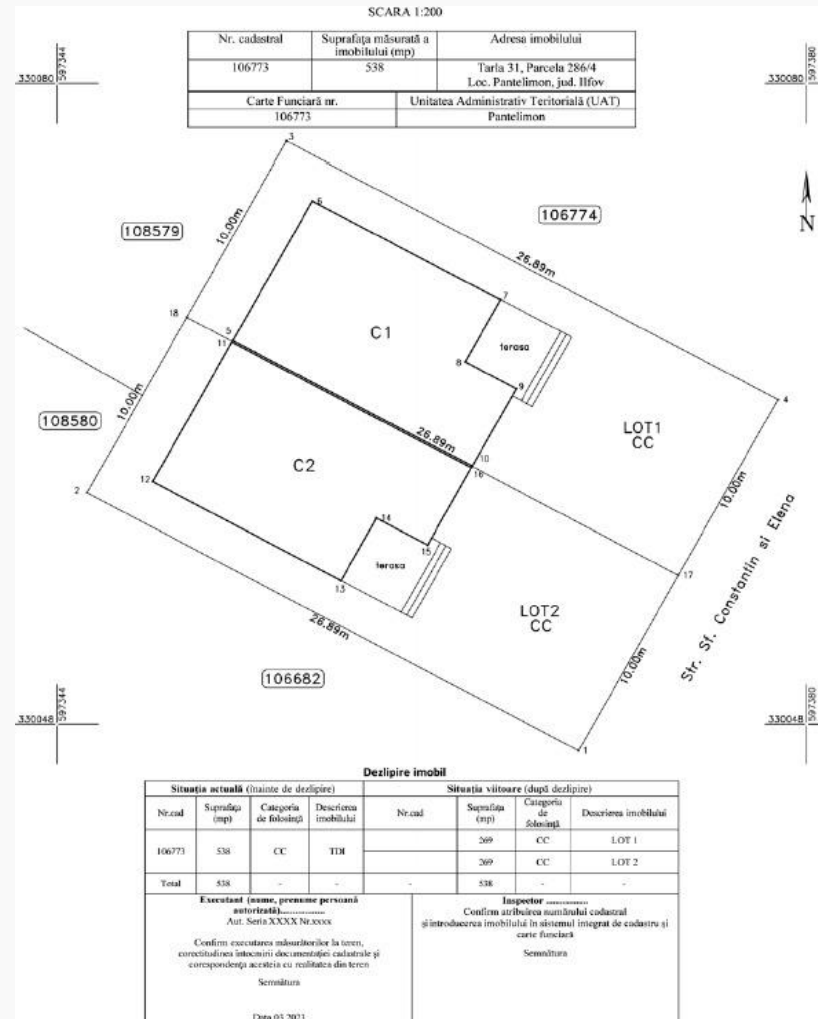 SCARA 1:200
Nr. cadastral
Suprafața măsurată a
imobilului (mp)
Adresa imobilului
106773
538
Tarla 31, Parcela 286/4
Loc. Pantelimon, jud. Ilfov
Carte Funciară nr.
Unitatea Administrativ Teritorială (UAT)
106773
Pantelimon
330080
597344
330080
597380
N
3
6
108579
10.00m
106774
26.89m
18
5
11
C1
7
8
terasa
9
4
10.00m
108580
2
12
C2
26.89m
10
16
LOT1
CC
10.00m
14
15
terasa
13
17
Str. Sf. Constantin si Elena
LOT2
CC
26.89m
10.00m
106682
1
330048
597344
330048
597380
Dezlipire imobil
Situația actuală (înainte de dezlipire)
Situația viitoare (după dezlipire)
Nr.cad
Suprafața
(mp)
Categoria
de folosință
Descrierea
imobilului
Nr.cad
Suprafața
(mp)
Categoria
de
folosință
Descrierea imobilului
106773
538
CC
TDI
269
CC
LOT 1
269
CC
LOT 2
Total
538
-
-
-
538
-
-
Executant (nume, prenume persoană
autorizată)................
Aut. Seria XXXX Nr.xxxx
Confirm executarea măsurătorilor la teren,
corectitudinea întocmirii documentației cadastrale și
corespondența acesteia cu realitatea din teren
Semnătura
Data 03.2023
Inspector ................
Confirm atribuirea numărului cadastral
și introducerea imobilului în sistemul integrat de cadastru și
carte funciară
Semnătura